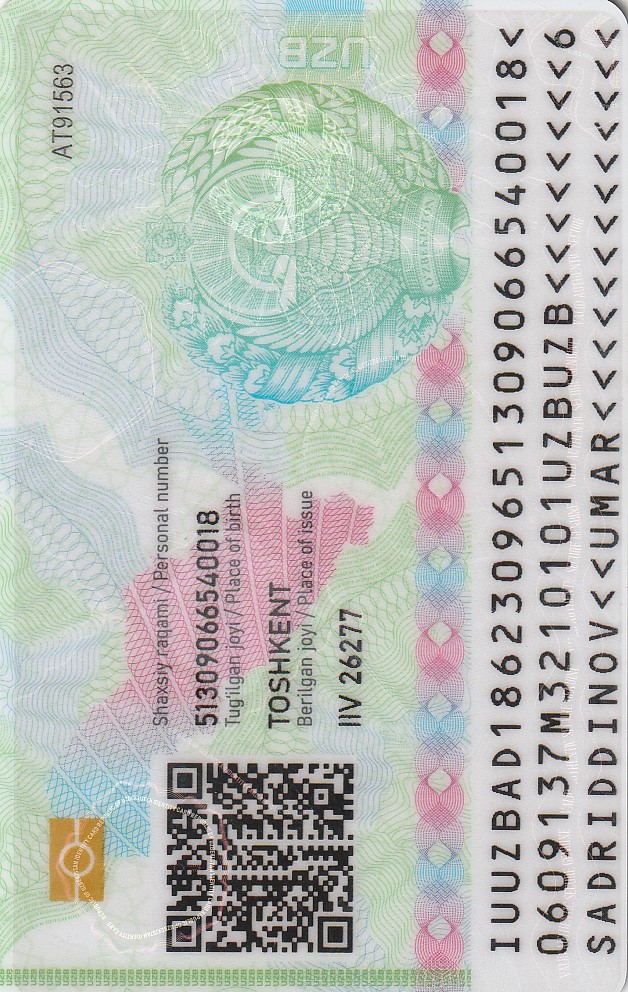 AT91563
UZB
O'ZBEKISTON
Shaxsiy raqami / Personal number
51309066540018
Tug'ilgan joyi / Place of birth
TOSHKENT
Berilgan joyi / Place of issue
IIV 26277
IUUZBAD1862309651309066540018<
0609137M3210101UZBUZB<<<<<<<<6
SADRIDDINOV<<UMAR<<<<<<<<<<<<<